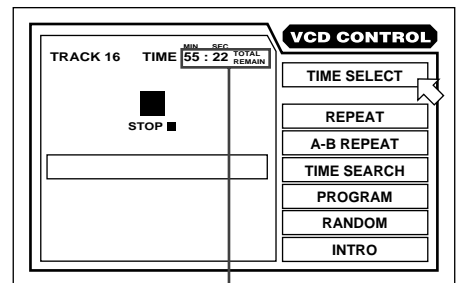 VCD CONTROL
MIN SEC
TRACK 16 TIME 55 : 22 TOTAL REMAIN
STOP
TIME SELECT
REPEAT
A-B REPEAT
TIME SEARCH
PROGRAM
RANDOM
INTRO